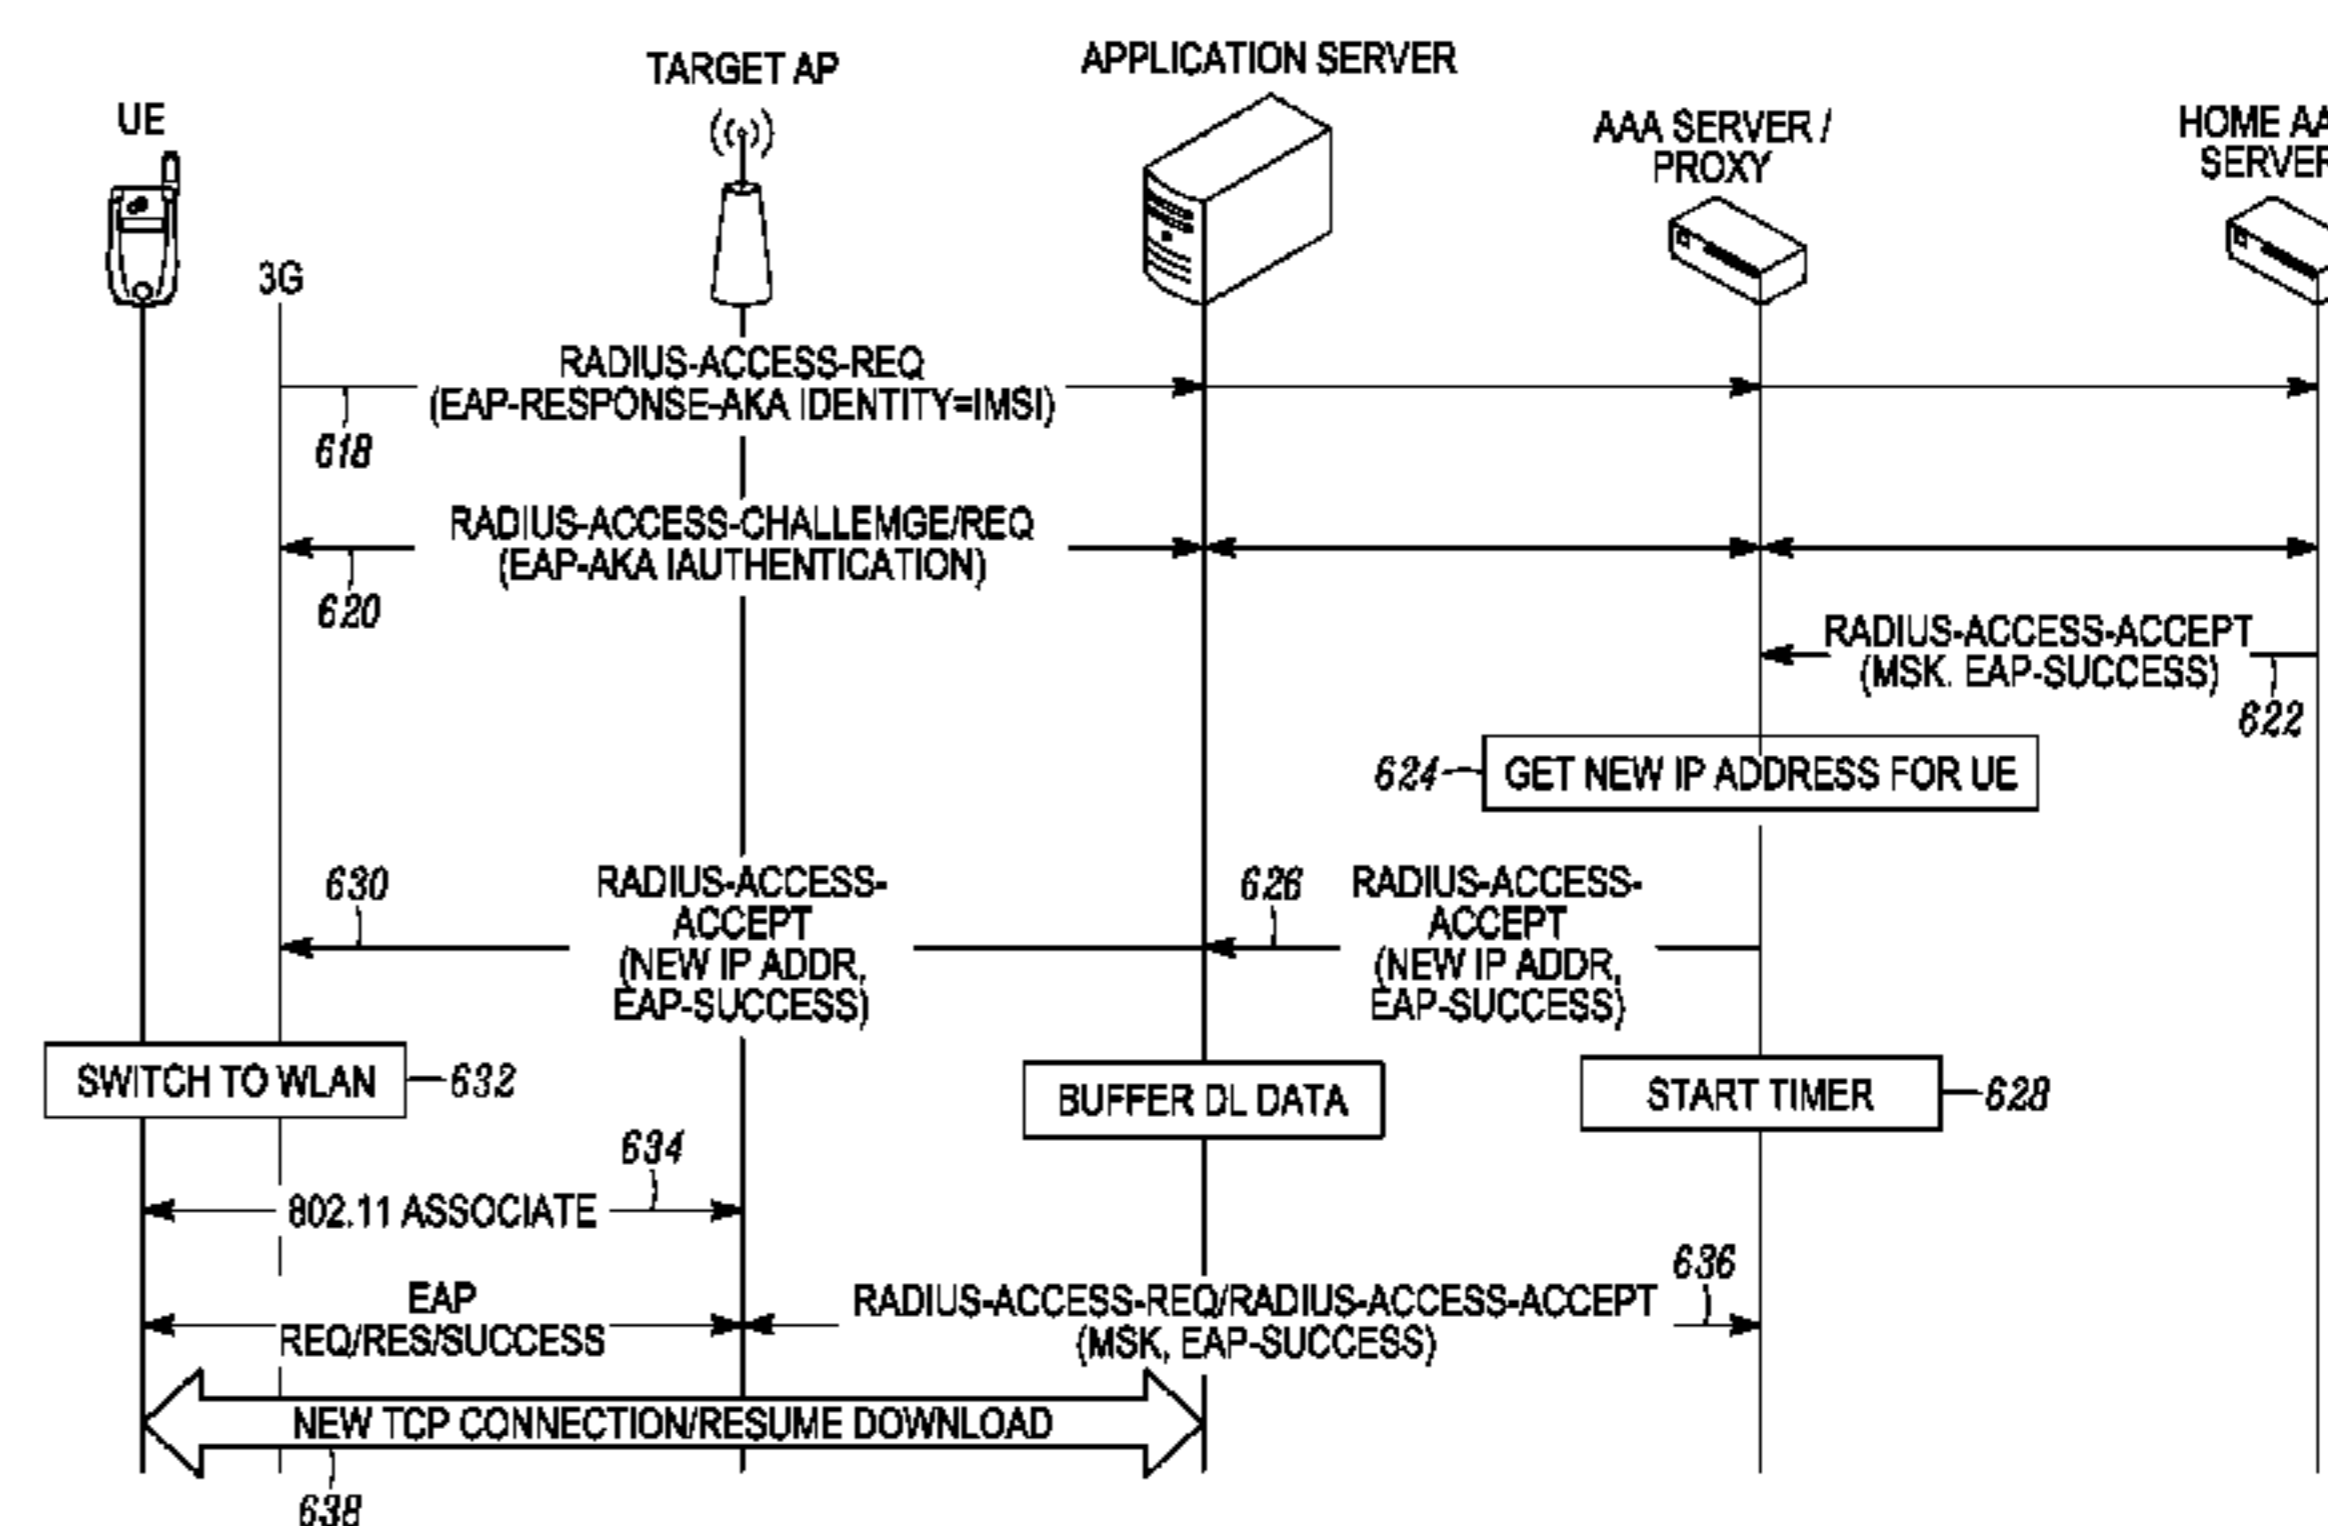 UE
3G
TARGET AP
APPLICATION SERVER
AAA SERVER /
PROXY
HOME AA
SERVER
RADIUS-ACCESS-REQ
(EAP-RESPONSE-AKA IDENTITY=IMSI)
618
RADIUS-ACCESS-CHALLEMGE/REQ
(EAP-AKA IAUTHENTICATION)
620
RADIUS-ACCESS-ACCEPT
(MSK. EAP-SUCCESS)
622
624
GET NEW IP ADDRESS FOR UE
630
RADIUS-ACCESS-
ACCEPT
(NEW IP ADDR,
EAP-SUCCESS)
626
RADIUS-ACCESS-
ACCEPT
(NEW IP ADDR,
EAP-SUCCESS)
SWITCH TO WLAN
632
BUFFER DL DATA
START TIMER
628
634
802.11 ASSOCIATE
636
EAP
REQ/RES/SUCCESS
RADIUS-ACCESS-REQ/RADIUS-ACCESS-ACCEPT
(MSK, EAP-SUCCESS)
NEW TCP CONNECTION/RESUME DOWNLOAD
638